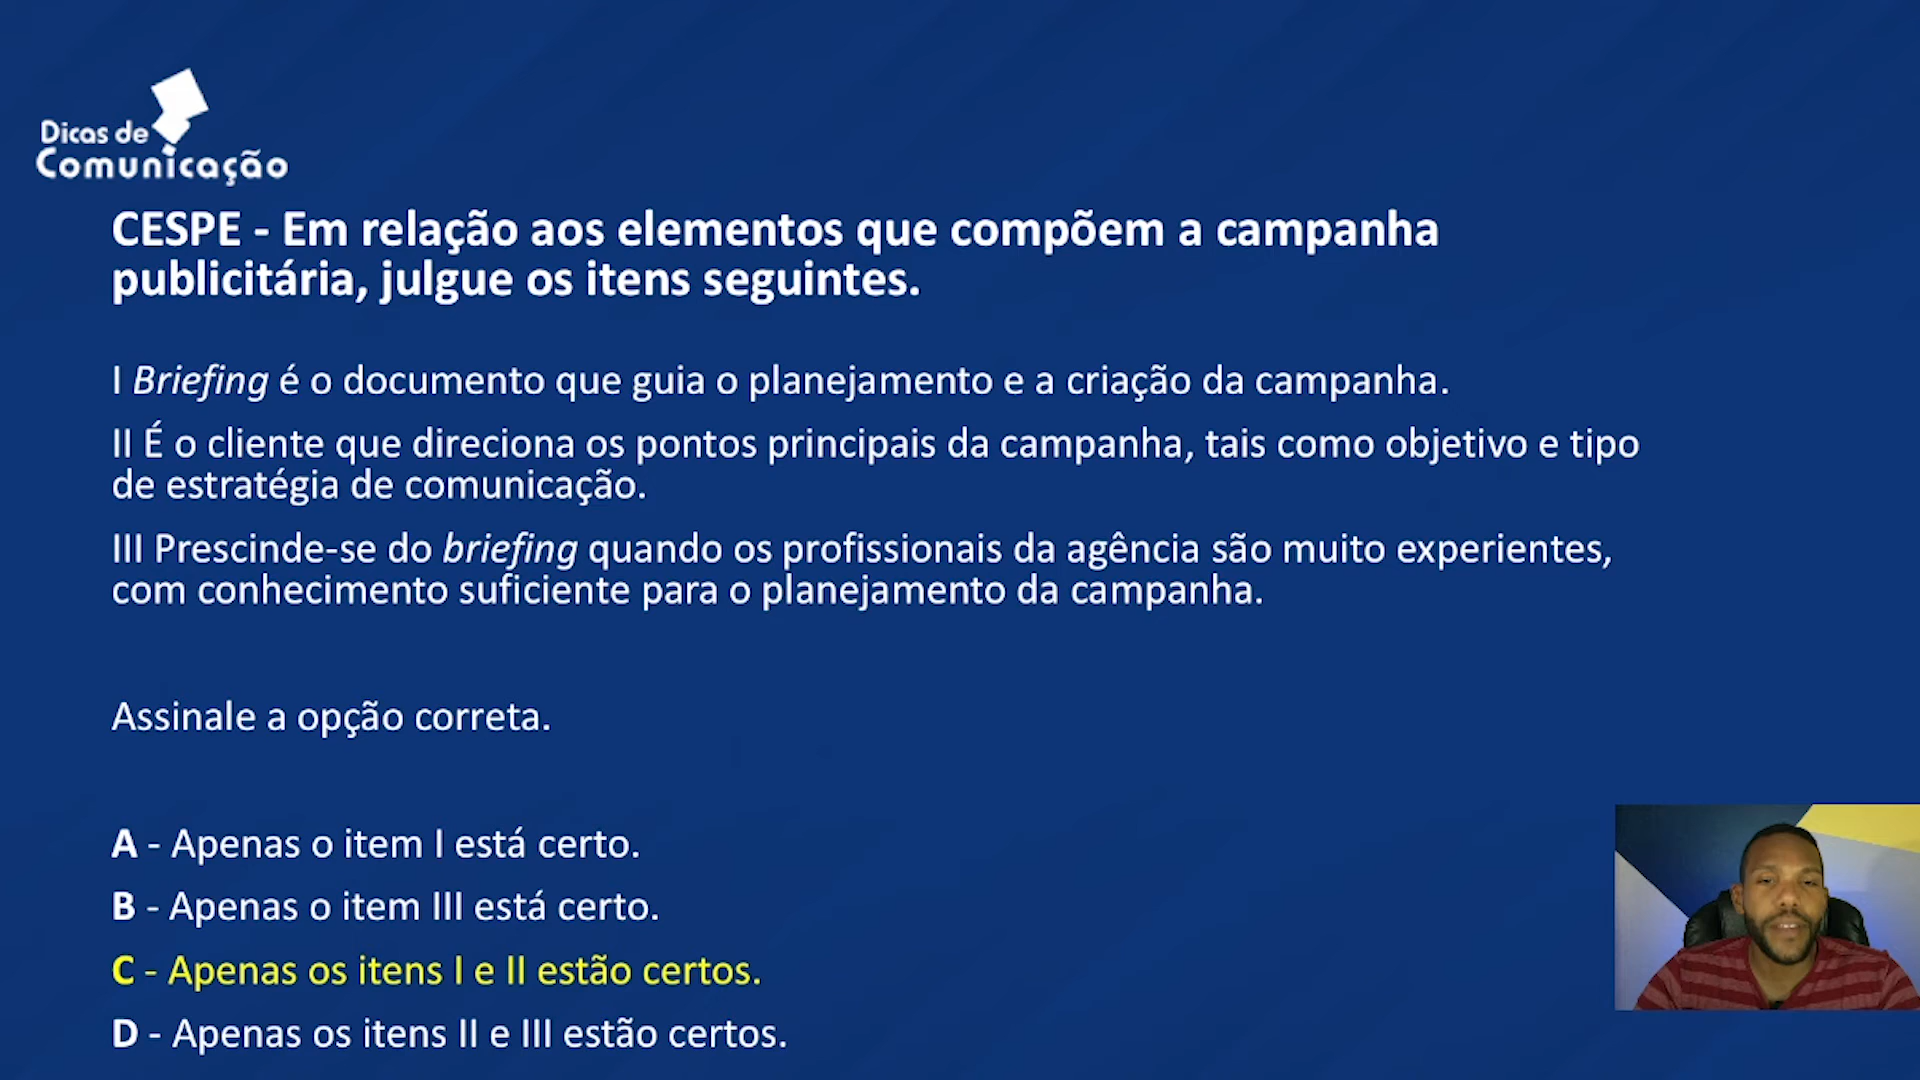 Dicas de
Comunicação
CESPE - Em relação aos elementos que compõem a campanha
publicitária, julgue os itens seguintes.
I Briefing é o documento que guia o planejamento e a criação da campanha.
II É o cliente que direciona os pontos principais da campanha, tais como objetivo e tipo
de estratégia de comunicação.
III Prescinde-se do briefing quando os profissionais da agência são muito experientes,
com conhecimento suficiente para o planejamento da campanha.
Assinale a opção correta.
A - Apenas o item I está certo.
B - Apenas o item III está certo.
C - Apenas os itens I e II estão certos.
D - Apenas os itens II e III estão certos.